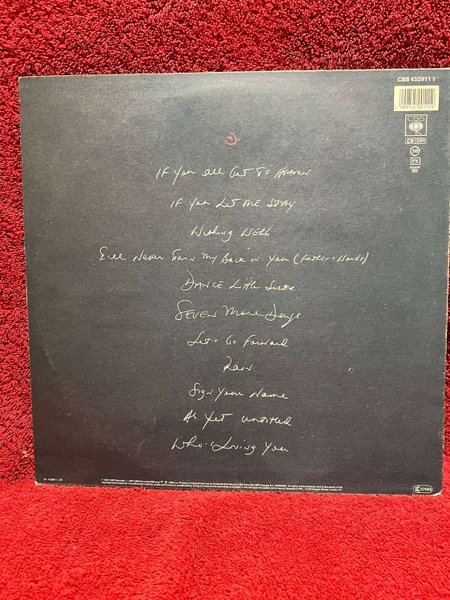 CBS 450911 1
CBS
If You All Get To Heaven
If You Let Me Stay
Wishing Well
I'll Never Turn My Back on You (Father's Words)
Dance Little Sister
Seven More Days
Let's Go Forward
Rain
Sign Your Name
As Yet Untitled
Who's Loving You